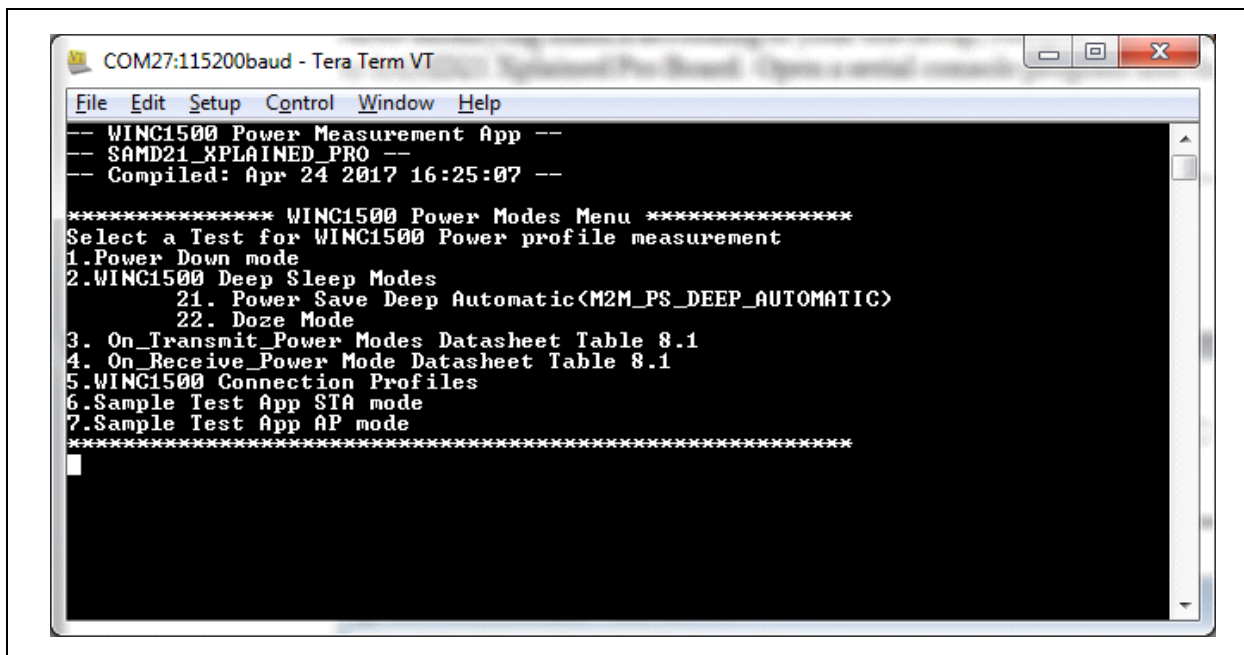 COM27:115200baud - Tera Term VT
File Edit Setup Control Window Help
-- WINC1500 Power Measurement App --
-- SAMD21_XPLAINED_PRO --
-- Compiled: Apr 24 2017 16:25:07 --
*************** WINC1500 Power Modes Menu ***************
Select a Test for WINC1500 Power profile measurement
1.Power Down mode
2.WINC1500 Deep Sleep Modes
21. Power Save Deep Automatic(M2M_PS_DEEP_AUTOMATIC)
22. Doze Mode
3. On_Transmit_Power Modes Datasheet Table 8.1
4. On_Receive_Power Mode Datasheet Table 8.1
5.WINC1500 Connection Profiles
6.Sample Test App STA mode
7.Sample Test App AP mode
*********************************************************